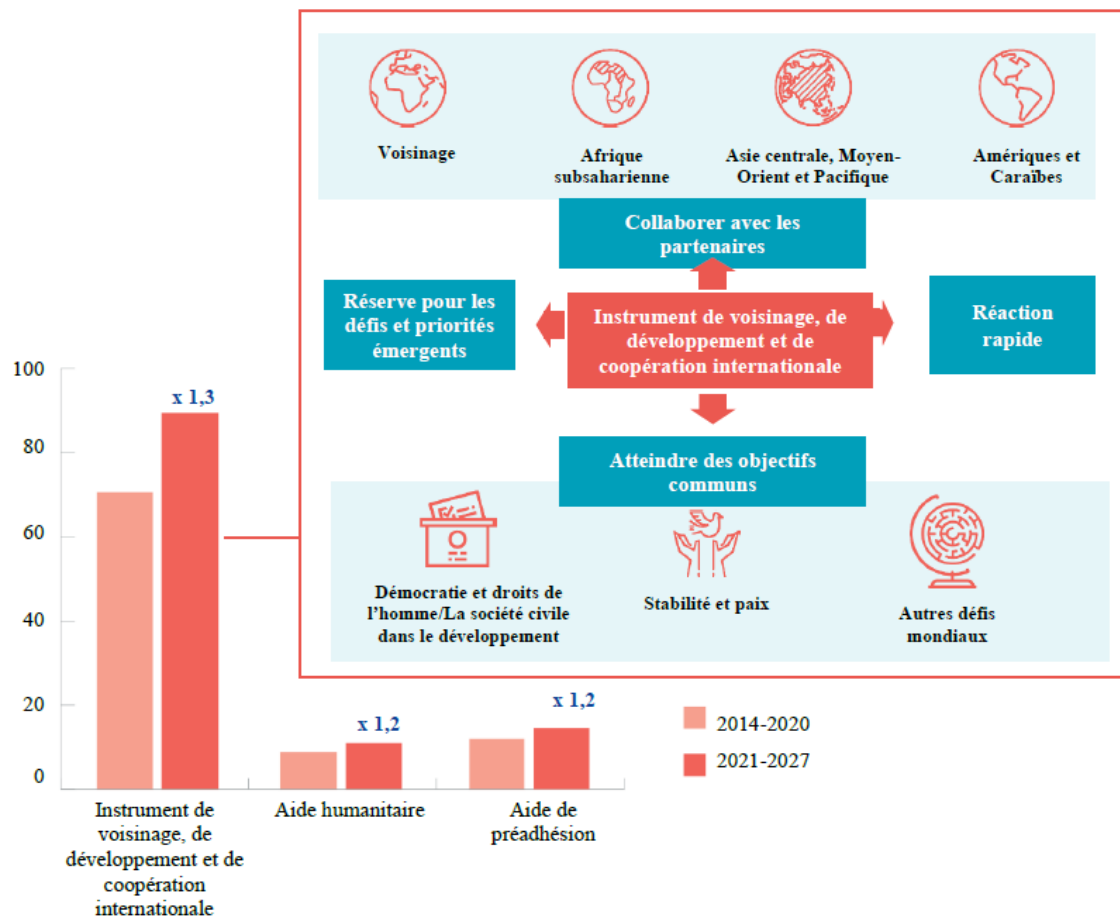 Voisinage
Afrique
subsaharienne
Asie centrale, Moyen-
Orient et Pacifique
Amériques et
Caraïbes
Collaborer avec les
partenaires
Réserve pour les
défis et priorités
émergents
Instrument de voisinage, de
développement et de
coopération internationale
Réaction
rapide
Atteindre des objectifs
communs
Démocratie et droits de
l’homme/La société civile
dans le développement
Stabilité et paix
Autres défis
mondiaux
100
80
60
40
20
0
x 1,3
x 1,2
x 1,2
2014-2020
2021-2027
Instrument de
voisinage, de
développement et de
coopération
internationale
Aide humanitaire
Aide de
préadhésion